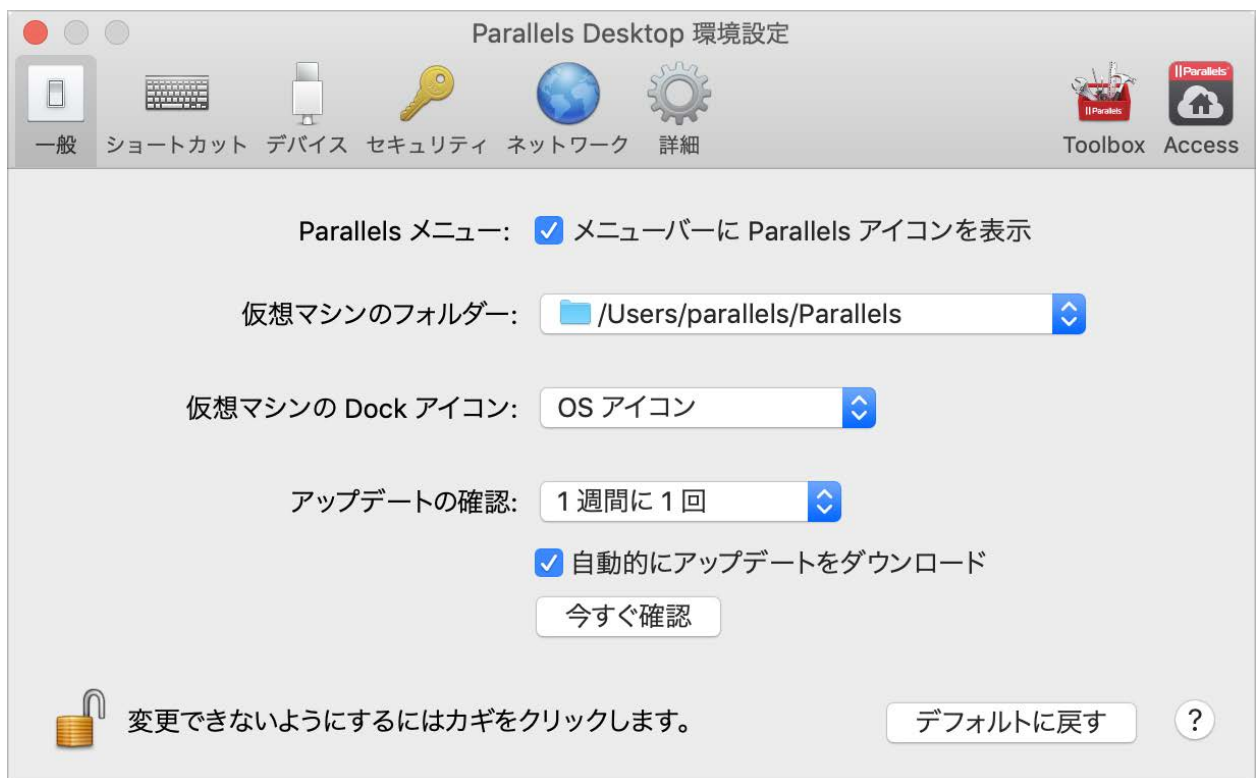 Parallels Desktop 環境設定
||Parallels
||Parallels
一般 ショートカット デバイス セキュリティ ネットワーク 詳細 Toolbox Access
Parallels メニュー: メニューバーに Parallels アイコンを表示
仮想マシンのフォルダー: /Users/parallels/Parallels
仮想マシンの Dock アイコン: OS アイコン
アップデートの確認: 1 週間に 1 回
自動的にアップデートをダウンロード
今すぐ確認
変更できないようにするにはカギをクリックします。 デフォルトに戻す ?